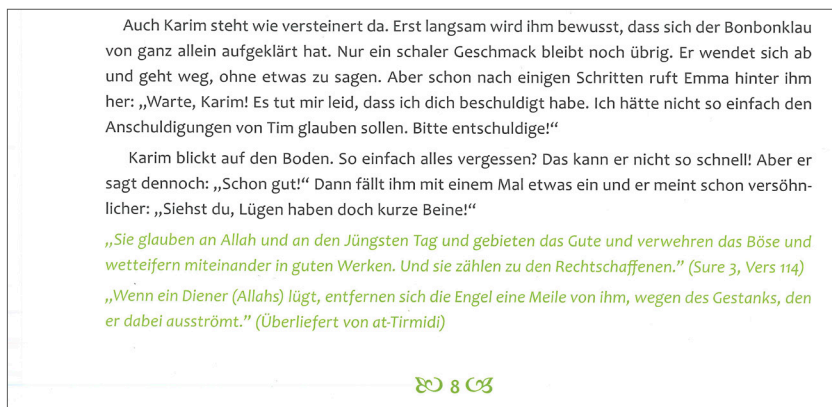 Auch Karim steht wie versteinert da. Erst langsam wird ihm bewusst, dass sich der Bonbonklau
von ganz allein aufgeklärt hat. Nur ein schaler Geschmack bleibt noch übrig. Er wendet sich ab
und geht weg, ohne etwas zu sagen. Aber schon nach einigen Schritten ruft Emma hinter ihm
her: „Warte, Karim! Es tut mir leid, dass ich dich beschuldigt habe. Ich hätte nicht so einfach den
Anschuldigungen von Tim glauben sollen. Bitte entschuldige!“
Karim blickt auf den Boden. So einfach alles vergessen? Das kann er nicht so schnell! Aber er
sagt dennoch: „Schon gut!“ Dann fällt ihm mit einem Mal etwas ein und er meint schon versöhn-
licher: „Siehst du, Lügen haben doch kurze Beine!“
„Sie glauben an Allah und an den Jüngsten Tag und gebieten das Gute und verwehren das Böse und
wetteifern miteinander in guten Werken. Und sie zählen zu den Rechtschaffenen.” (Sure 3, Vers 114)
„Wenn ein Diener (Allahs) lügt, entfernen sich die Engel eine Meile von ihm, wegen des Gestanks, den
er dabei ausströmt.” (Überliefert von at-Tirmidi)
8